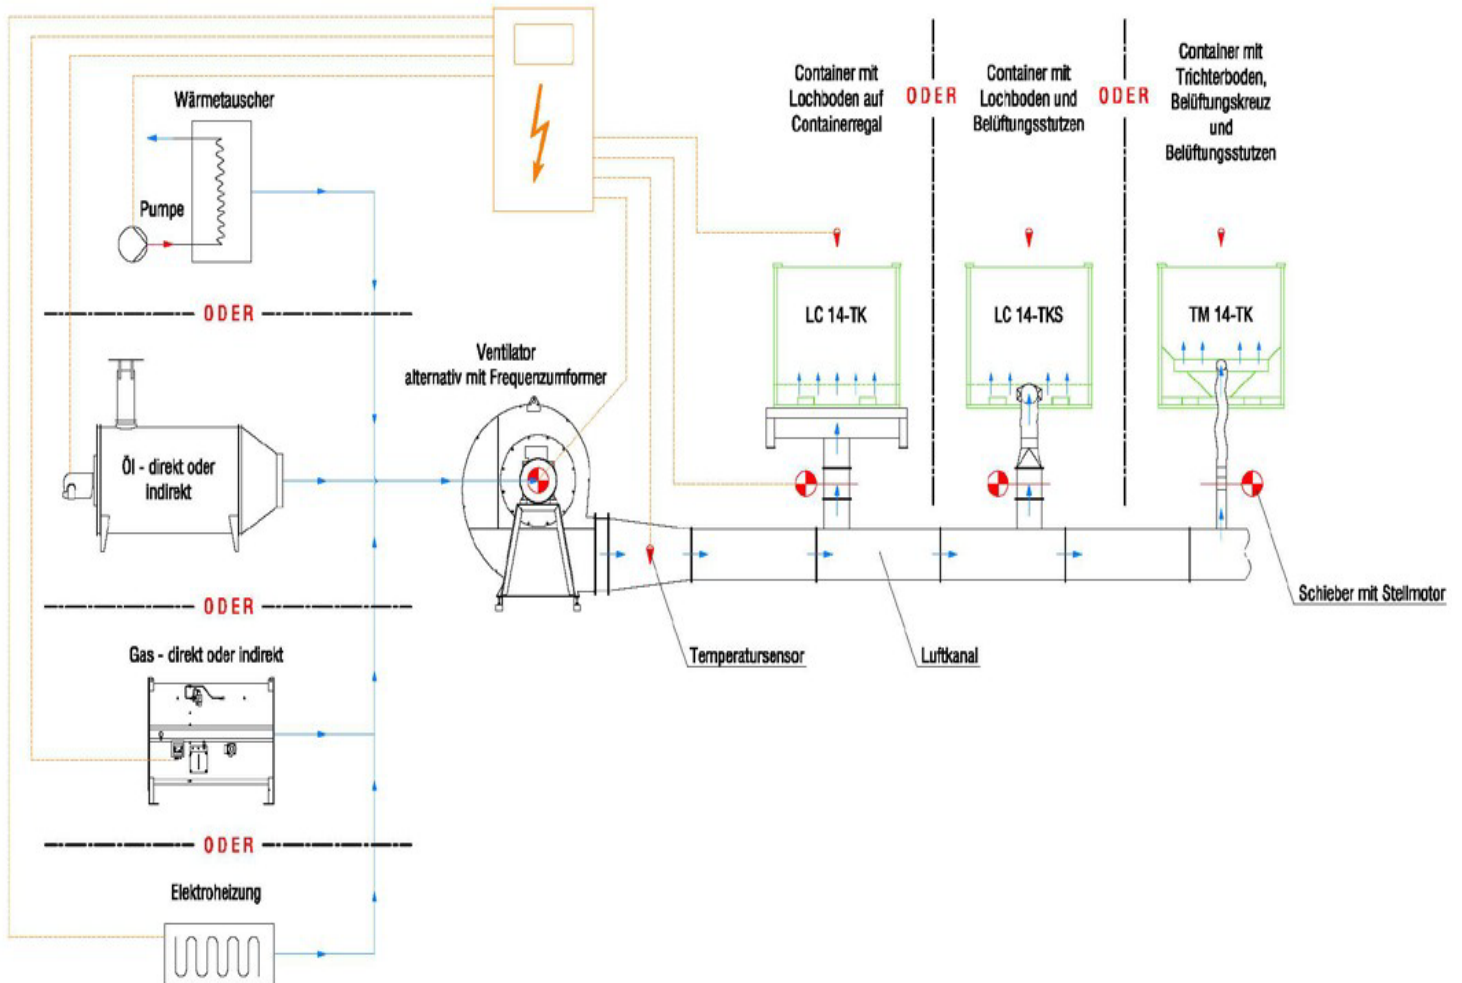 Wärmetauscher
Pumpe
ODER
Öl - direkt oder
indirekt
ODER
Gas - direkt oder indirekt
ODER
Elektroheizung
Ventilator
alternativ mit Frequenzumformer
Container mit
Lochboden auf
Containerregal
ODER
Container mit
Lochboden und
Belüftungsstutzen
ODER
Container mit
Trichterboden,
Belüftungskreuz
und
Belüftungsstutzen
LC 14-TK
LC 14-TKS
TM 14-TK
Temperatursensor
Luftkanal
Schieber mit Stellmotor